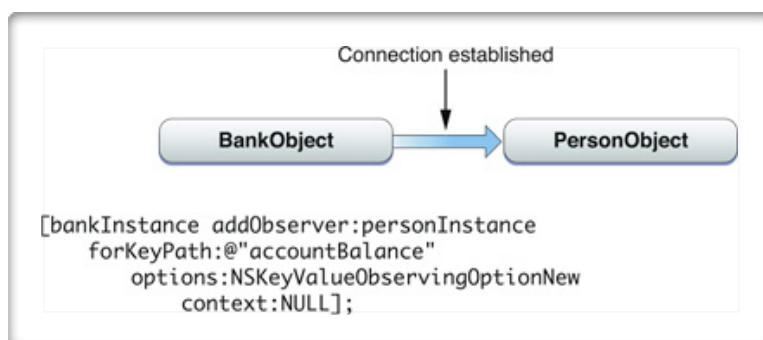 Connection established
BankObject
PersonObject
[bankInstance addObserver:personInstance
forKeyPath:@"accountBalance"
options:NSKeyValueObservingOptionNew
context:NULL];